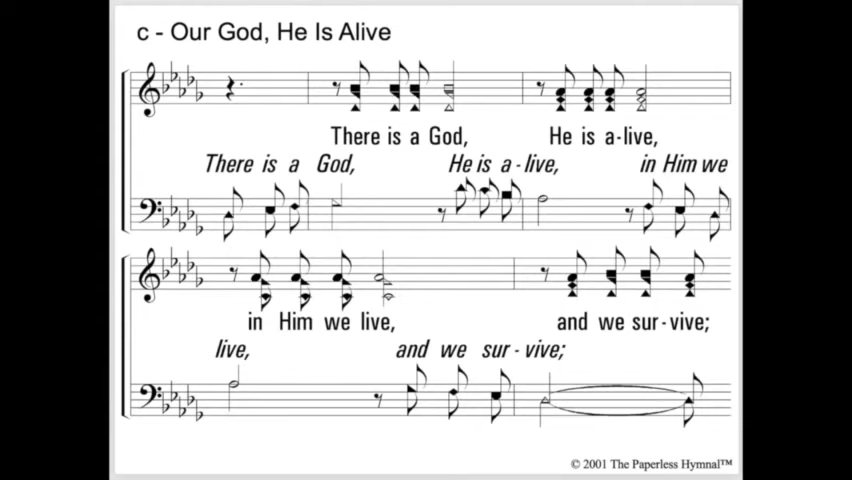 c - Our God, He Is Alive
There is a God, He is a-live,
There is a God, He is a-live, in Him we
in Him we live, and we sur-vive;
live, and we sur-vive;
© 2001 The Paperless Hymnal™